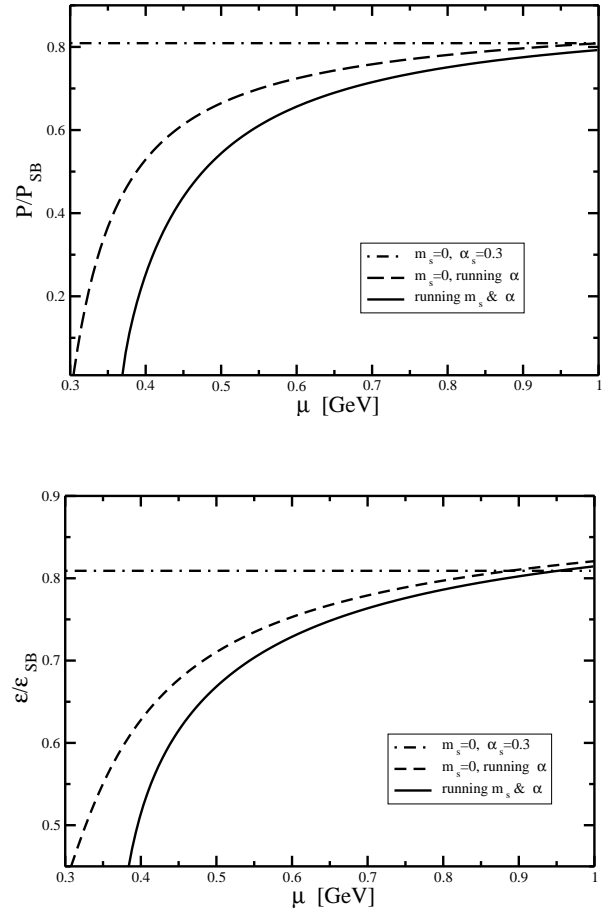 0.8
0.6
P/P_SB
0.4
m_s=0, α_s=0.3
m_s=0, running α
running m_s & α
0.2
0.3 0.4 0.5 0.6 0.7 0.8 0.9 1
μ [GeV]
0.9
0.8
0.7
ε/ε_SB
0.6
m_s=0, α_s=0.3
m_s=0, running α
running m_s & α
0.5
0.3 0.4 0.5 0.6 0.7 0.8 0.9 1
μ [GeV]